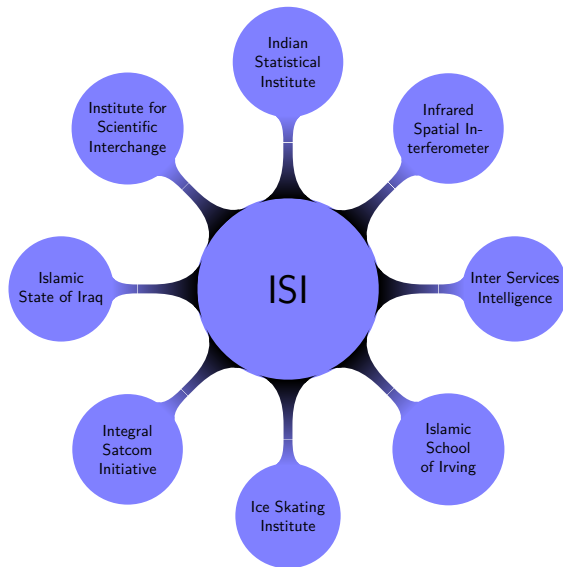 Indian
Statistical
Institute
Institute for
Scientific
Interchange
Infrared
Spatial In-
terferometer
Islamic
State of Iraq
ISI
Inter Services
Intelligence
Integral
Satcom
Initiative
Islamic
School
of Irving
Ice Skating
Institute